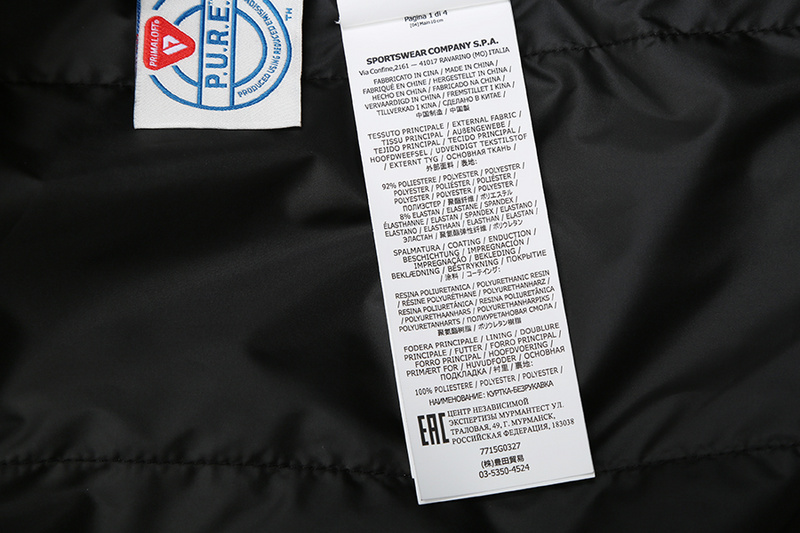 PRIMALOFT®
P.U.R.E.
PRODUCED USING REDUCED EMISSIONS
TM
Pagina 1 di 4
SPORTSWEAR COMPANY S.P.A.
Via Confine,2161 — 41017 RAVARINO (MO) ITALIA
FABBRICATO IN CINA / MADE IN CHINA /
FABRIQUÉ EN CHINE / HERGESTELLT IN CHINA /
HECHO EN CHINA / FABRICADO NA CHINA /
VERVAARDIGD IN CHINA / FREMSTILLET I KINA /
TILLVERKAD I KINA / СДЕЛАНО В КИТАЕ /
中国制造 / 中国製
TESSUTO PRINCIPALE / EXTERNAL FABRIC /
TISSU PRINCIPAL / AUSSENGEWEBE /
TEJIDO PRINCIPAL / TECIDO PRINCIPAL /
HOOFDWEEFSEL / UDVENDIGT TEKSTILSTOF
/ EXTERNT TYG / ОСНОВНАЯ ТКАНЬ /
外部面料 / 表地:
92% POLIESTERE / POLYESTER / POLYESTER /
POLYESTER / POLIÉSTER / POLIÉSTER /
POLYESTER / POLYESTER / POLYESTER /
ПОЛИЭСТЕР / 聚酯纤维 / ポリエステル
8% ELASTAN / ELASTANE / SPANDEX /
ÉLASTHANNE / ELASTAN / SPANDEX / ELASTANO /
ELASTANO / ELASTHAAN / ELASTHAN / ELASTAN /
ЭЛАСТАН / 聚氨酯弹性纤维 / ポリウレタン
SPALMATURA / COATING / ENDUCTION /
BESCHICHTUNG / IMPREGNACIÓN /
IMPREGNAÇÃO / BEKLEDING /
BEKLÆDNING / BESTRYKNING / ПОКРЫТИЕ
/ 涂料 / コーティング:
RESINA POLIURETANICA / POLYURETHANIC RESIN
/ RÉSINE POLYURÉTHANE / POLYURETHANHARZ /
RESINA POLIURETÁNICA / RESINA POLIURETÂNICA
/ POLYURETHAANHARS / POLYURETHANHARPIKS /
POLYURETANHARTS / ПОЛИУРЕТАНОВАЯ СМОЛА /
聚氨酯树脂 / ポリウレタン樹脂
FODERA PRINCIPALE / LINING / DOUBLURE
PRINCIPALE / FUTTER / FORRO PRINCIPAL /
FORRO PRINCIPAL / HOOFDVOERING /
PRIMÆRT FOR / HUVUDFODER / ОСНОВНАЯ
ПОДКЛАДКА / 衬里 / 裏地:
100% POLIESTERE / POLYESTER / POLYESTER /
НАИМЕНОВАНИЕ: КУРТКА-БЕЗРУКАВКА
EAC
ЦЕНТР НЕЗАВИСИМОЙ
ЭКСПЕРТИЗЫ МУРМАНТЕСТ УЛ.
ТРАЛОВАЯ, 49, Г. МУРМАНСК,
РОССИЙСКАЯ ФЕДЕРАЦИЯ, 183038
7715G0327
(株)豊田貿易
03-5350-4524